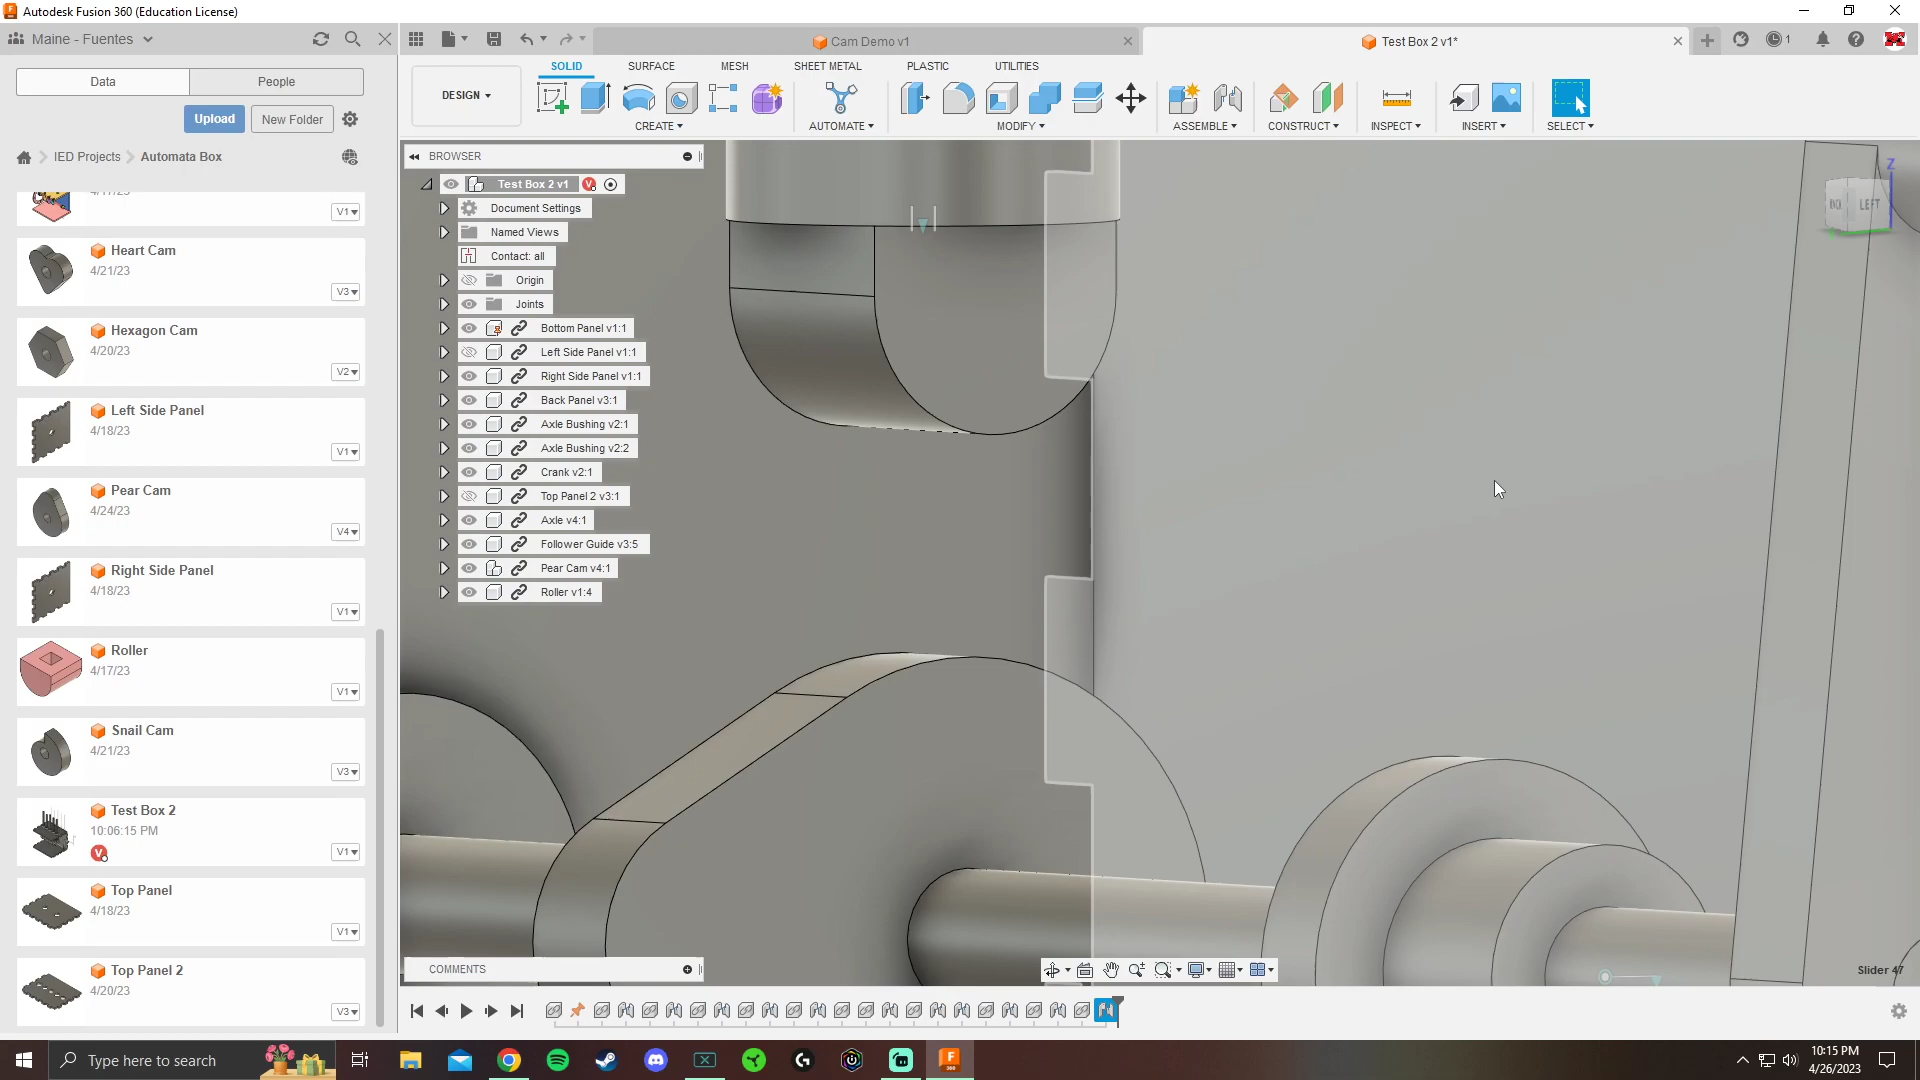 Autodesk Fusion 360 (Education License)
Maine - Fuentes
Cam Demo v1
Test Box 2 v1*
1
Data
People
SOLID
SURFACE
MESH
SHEET METAL
PLASTIC
UTILITIES
DESIGN
Upload
New Folder
CREATE
AUTOMATE
MODIFY
ASSEMBLE
CONSTRUCT
INSPECT
INSERT
SELECT
IED Projects
Automata Box
BROWSER
Test Box 2 v1
Document Settings
Named Views
Contact: all
Origin
Joints
Bottom Panel v1:1
Left Side Panel v1:1
Right Side Panel v1:1
Back Panel v3:1
Axle Bushing v2:1
Axle Bushing v2:2
Crank v2:1
Top Panel 2 v3:1
Axle v4:1
Follower Guide v3:5
Pear Cam v4:1
Roller v1:4
V1
Heart Cam
4/21/23
V3
Hexagon Cam
4/20/23
V2
Left Side Panel
4/18/23
V1
Pear Cam
4/24/23
V4
Right Side Panel
4/18/23
V1
Roller
4/17/23
V1
Snail Cam
4/21/23
V3
Test Box 2
10:06:15 PM
V1
Top Panel
4/18/23
V1
Top Panel 2
4/20/23
V3
Z
LEFT
COMMENTS
Slider 47
Type here to search
10:15 PM
4/26/2023